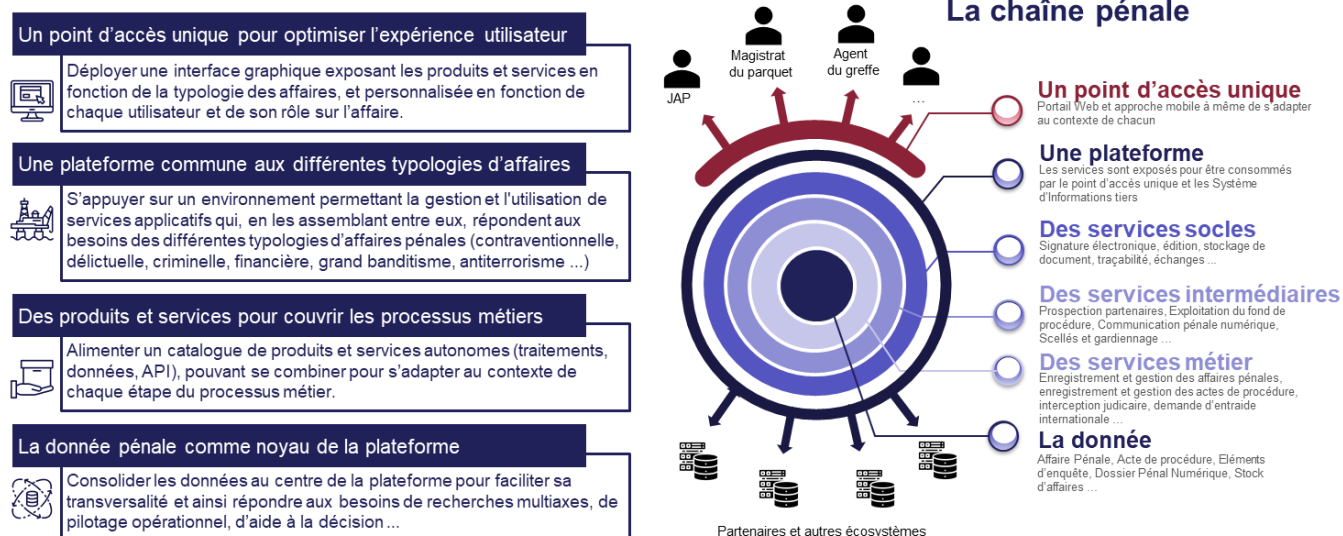 Un point d'accès unique pour optimiser l'expérience utilisateur
Déployer une interface graphique exposant les produits et services en
fonction de la typologie des affaires, et personnalisée en fonction de
chaque utilisateur et de son rôle sur l'affaire.
Une plateforme commune aux différentes typologies d'affaires
S'appuyer sur un environnement permettant la gestion et l'utilisation de
services applicatifs qui, en les assemblant entre eux, répondent aux
besoins des différentes typologies d'affaires pénales (contraventionnelle,
délictuelle, criminelle, financière, grand banditisme, antiterrorisme ...)
Des produits et services pour couvrir les processus métiers
Alimenter un catalogue de produits et services autonomes (traitements,
données, API), pouvant se combiner pour s'adapter au contexte de
chaque étape du processus métier.
La donnée pénale comme noyau de la plateforme
Consolider les données au centre de la plateforme pour faciliter sa
transversalité et ainsi répondre aux besoins de recherches multiaxes, de
pilotage opérationnel, d'aide à la décision ...
La chaîne pénale
JAP
Magistrat
du parquet
Agent
du greffe
...
Partenaires et autres écosystèmes
Un point d'accès unique
Portail Web et approche mobile à même de s'adapter
au contexte de chacun
Une plateforme
Les services sont exposés pour être consommés
par le point d'accès unique et les Système
d'Informations tiers
Des services socles
Signature électronique, édition, stockage de
document, traçabilité, échanges ...
Des services intermédiaires
Prospection partenaires, Exploitation du fond de
procédure, Communication pénale numérique,
Scellés et gardiennage ...
Des services métier
Enregistrement et gestion des affaires pénales,
enregistrement et gestion des actes de procédure,
interception judicaire, demande d'entraide
internationale ...
La donnée
Affaire Pénale, Acte de procédure, Eléments
d'enquête, Dossier Pénal Numérique, Stock
d'affaires ...